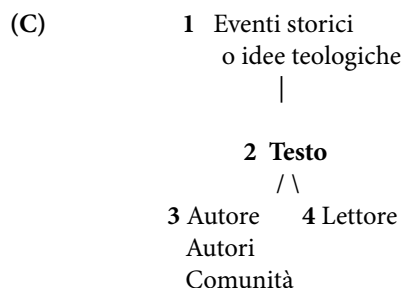 (C) 1 Eventi storici
o idee teologiche
|
2 Testo
/ \
3 Autore 4 Lettore
Autori
Comunità